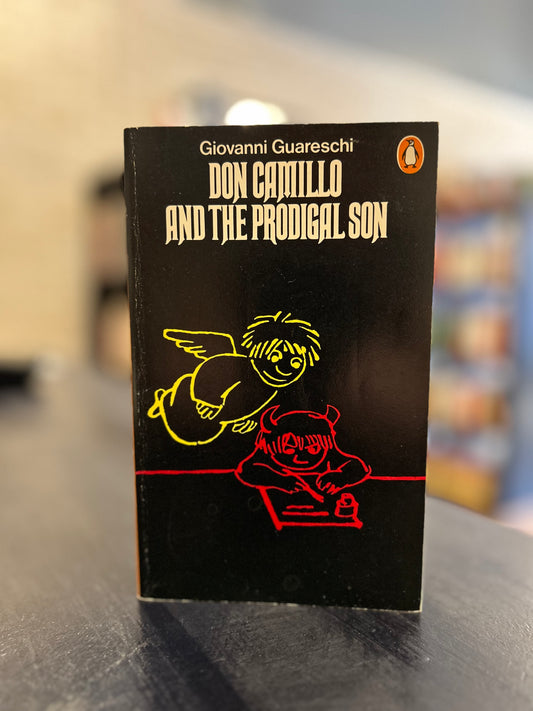 Giovanni Guareschi
DON CAMILLO
AND THE PRODIGAL SON